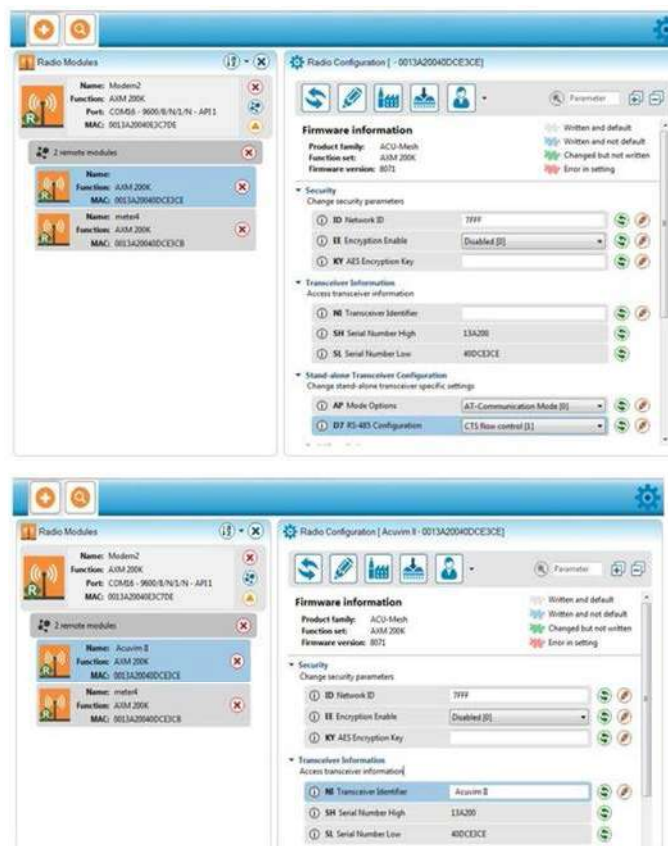 Radio Modules
Name: Modem2
Function: AXM 200K
Port: COM16 - 9600/8/N/1/N - API 1
MAC: 0013A20040E3C7DE
2 remote modules
Name:
Function: AXM 200K
MAC: 0013A20040DCE3CE
Name: meter4
Function: AXM 200K
MAC: 0013A20040DCE3CB
Radio Configuration [ - 0013A20040DCE3CE]
Parameter
Firmware information
Product family: ACU-Mesh
Function set: AXM 200K
Firmware version: 8071
Written and default
Written and not default
Changed but not written
Error in setting
Security
Change security parameters
ID Network ID 7FFF
EE Encryption Enable Disabled [0]
KY AES Encryption Key
Transceiver Information
Access transceiver information
NI Transceiver Identifier
SH Serial Number High 13A200
SL Serial Number Low 40DCE3CE
Stand-alone Transceiver Configuration
Change stand-alone transceiver specific settings
AP Mode Options AT-Communication Mode [0]
D7 RS-485 Configuration CTS flow control [1]
Radio Modules
Name: Modem2
Function: AXM 200K
Port: COM16 - 9600/8/N/1/N - API 1
MAC: 0013A20040E3C7DE
2 remote modules
Name: Acuvim II
Function: AXM 200K
MAC: 0013A20040DCE3CE
Name: meter4
Function: AXM 200K
MAC: 0013A20040DCE3CB
Radio Configuration [ Acuvim II - 0013A20040DCE3CE]
Parameter
Firmware information
Product family: ACU-Mesh
Function set: AXM 200K
Firmware version: 8071
Written and default
Written and not default
Changed but not written
Error in setting
Security
Change security parameters
ID Network ID 7FFF
EE Encryption Enable Disabled [0]
KY AES Encryption Key
Transceiver Information
Access transceiver information
NI Transceiver Identifier Acuvim II
SH Serial Number High 13A200
SL Serial Number Low 40DCE3CE